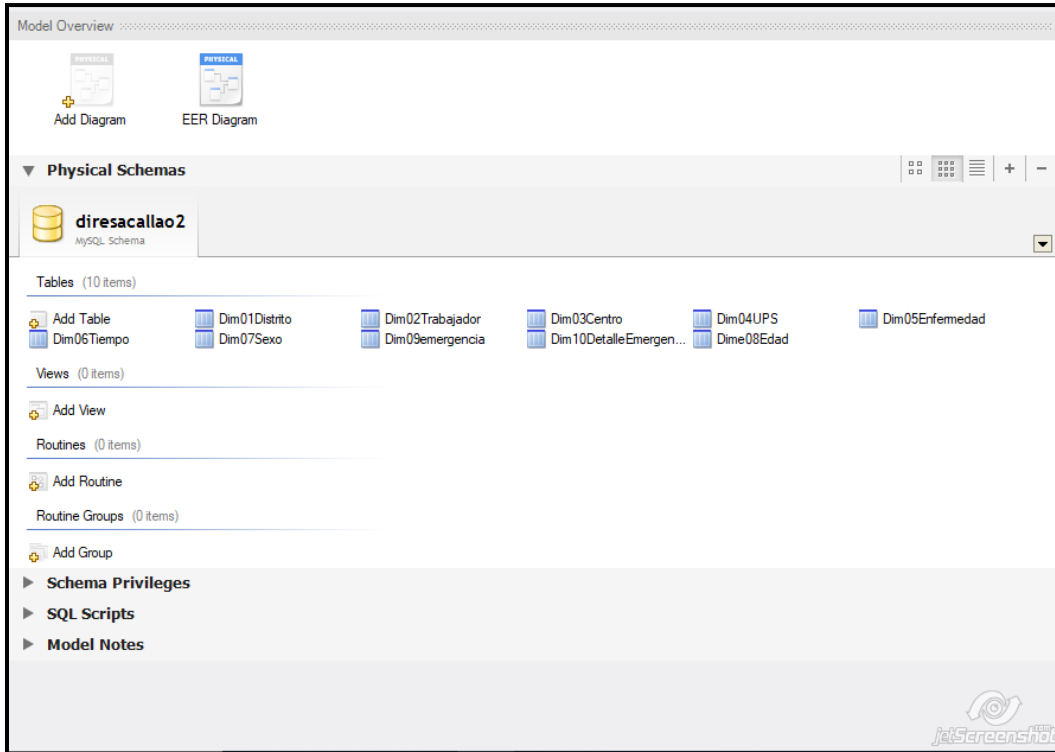 Model Overview
PHYSICAL PHYSICAL
Add Diagram EER Diagram
Physical Schemas
diresacallao2
MySQL Schema
Tables (10 items)
Add Table Dim01Distrito Dim02Trabajador Dim03Centro Dim04UPS Dim05Enfermedad
Dim06Tiempo Dim07Sexo Dim09emergencia Dim10DetalleEmergen... Dime08Edad
Views (0 items)
Add View
Routines (0 items)
Add Routine
Routine Groups (0 items)
Add Group
Schema Privileges
SQL Scripts
Model Notes
.com
jetScreenshot